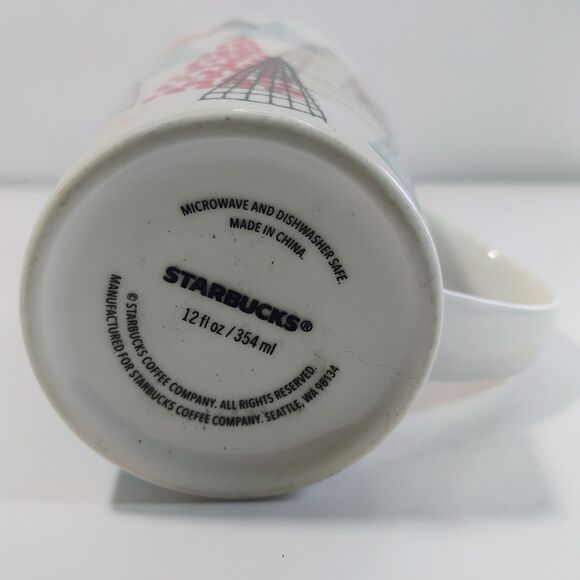 MICROWAVE AND DISHWASHER SAFE.
MADE IN CHINA.
STARBUCKS®
12 fl oz / 354 ml
© STARBUCKS COFFEE COMPANY. ALL RIGHTS RESERVED.
MANUFACTURED FOR STARBUCKS COFFEE COMPANY. SEATTLE, WA 98134